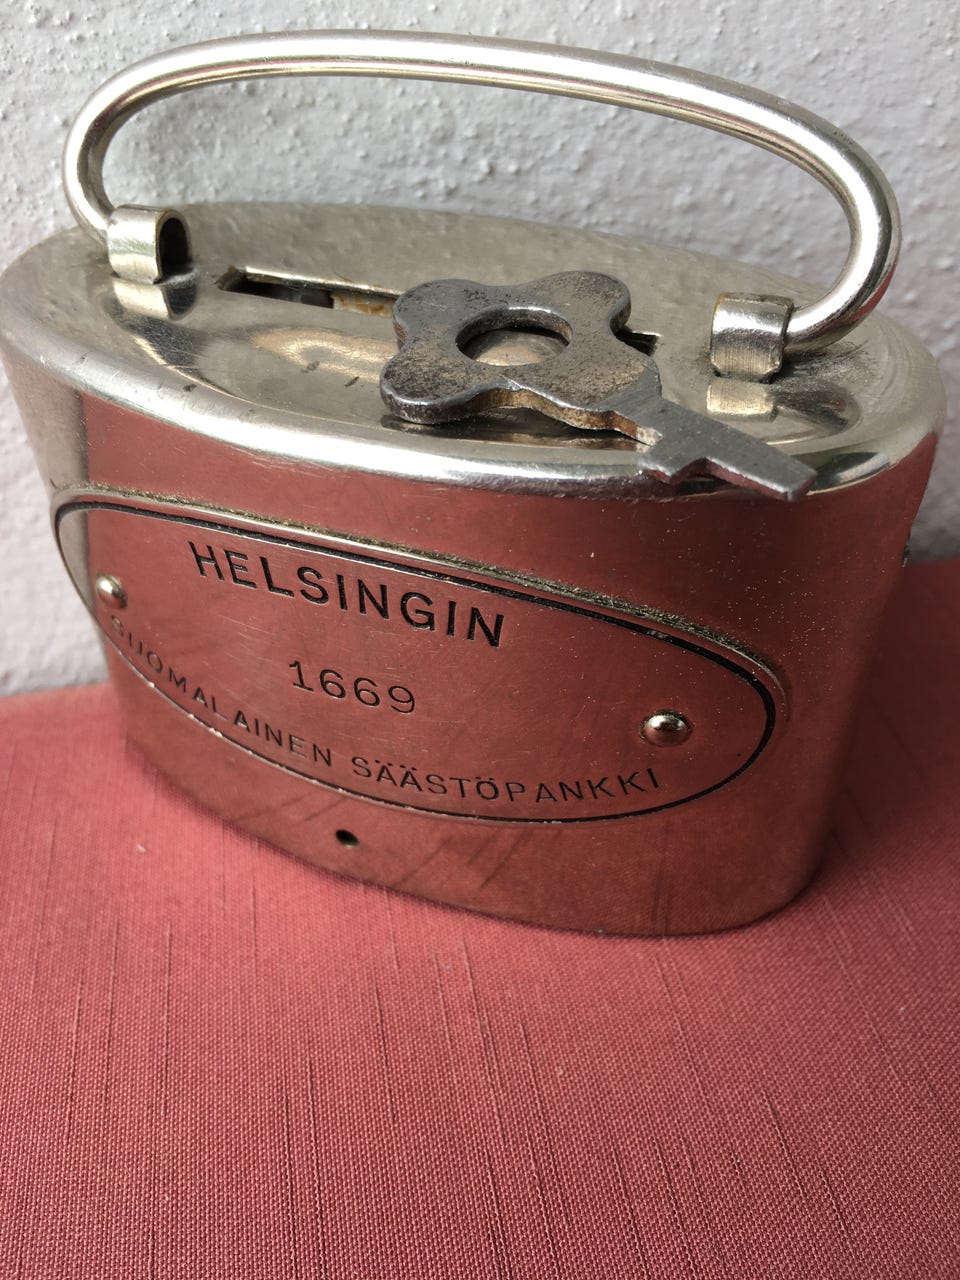 HELSINGIN
1669
SUOMALAINEN SÄÄSTÖPANKKI